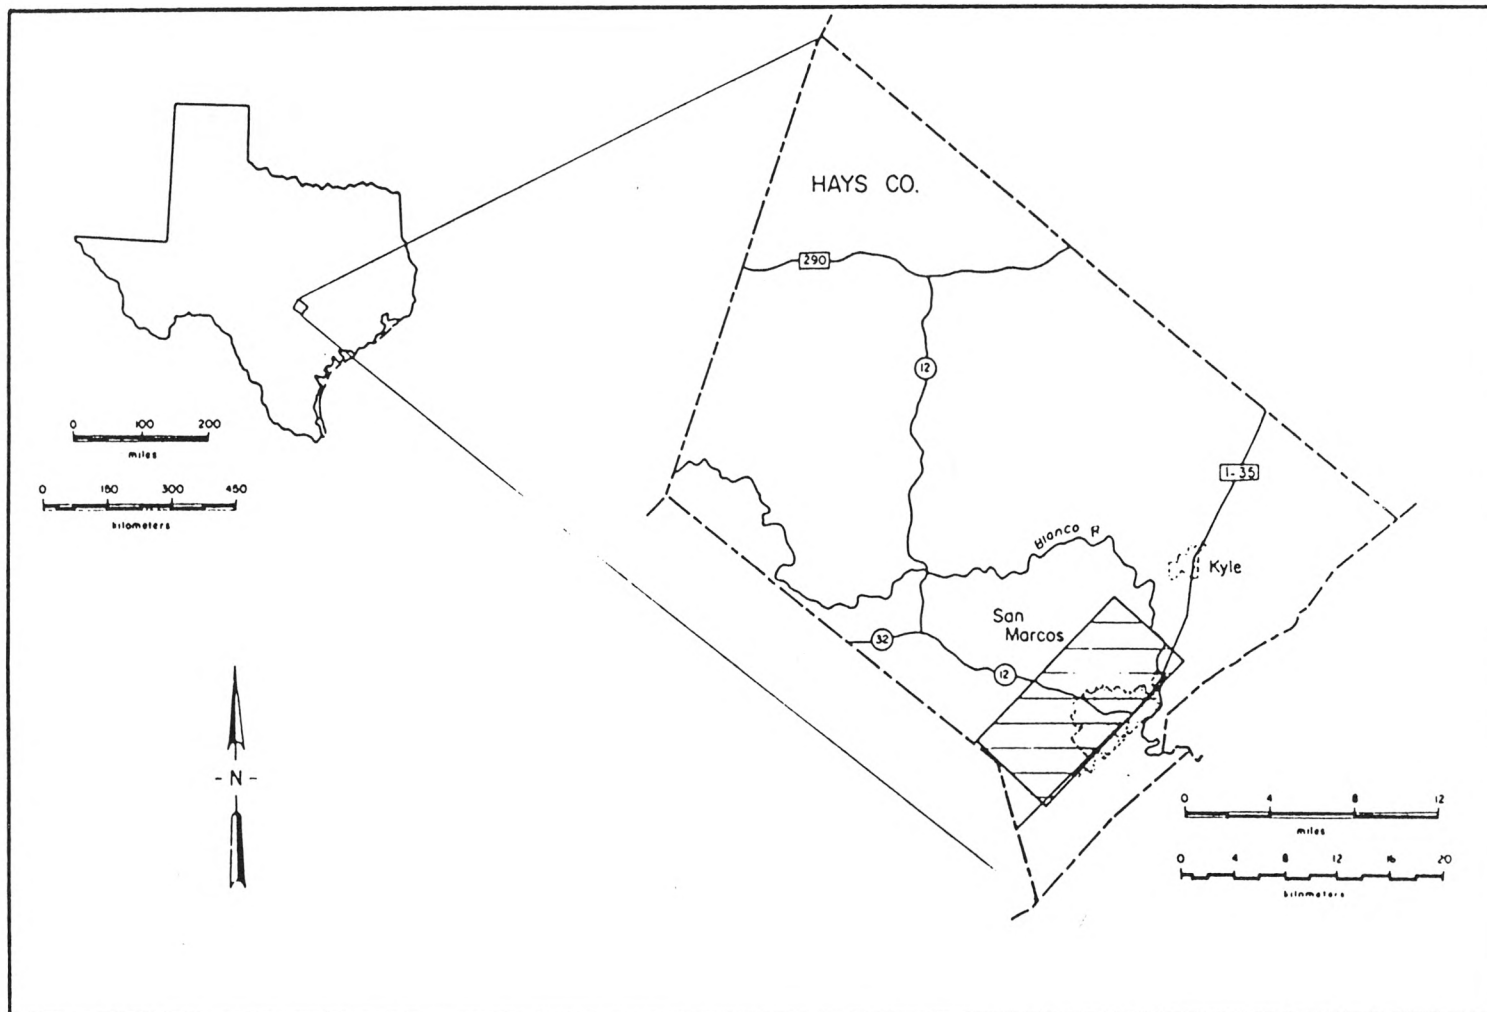 HAYS CO.
290
12
0 100 200
miles
0 150 300 450
kilometers
I-35
Blanco R
Kyle
San
Marcos
32
12
- N -
0 4 8 12
miles
0 4 8 12 16 20
kilometers